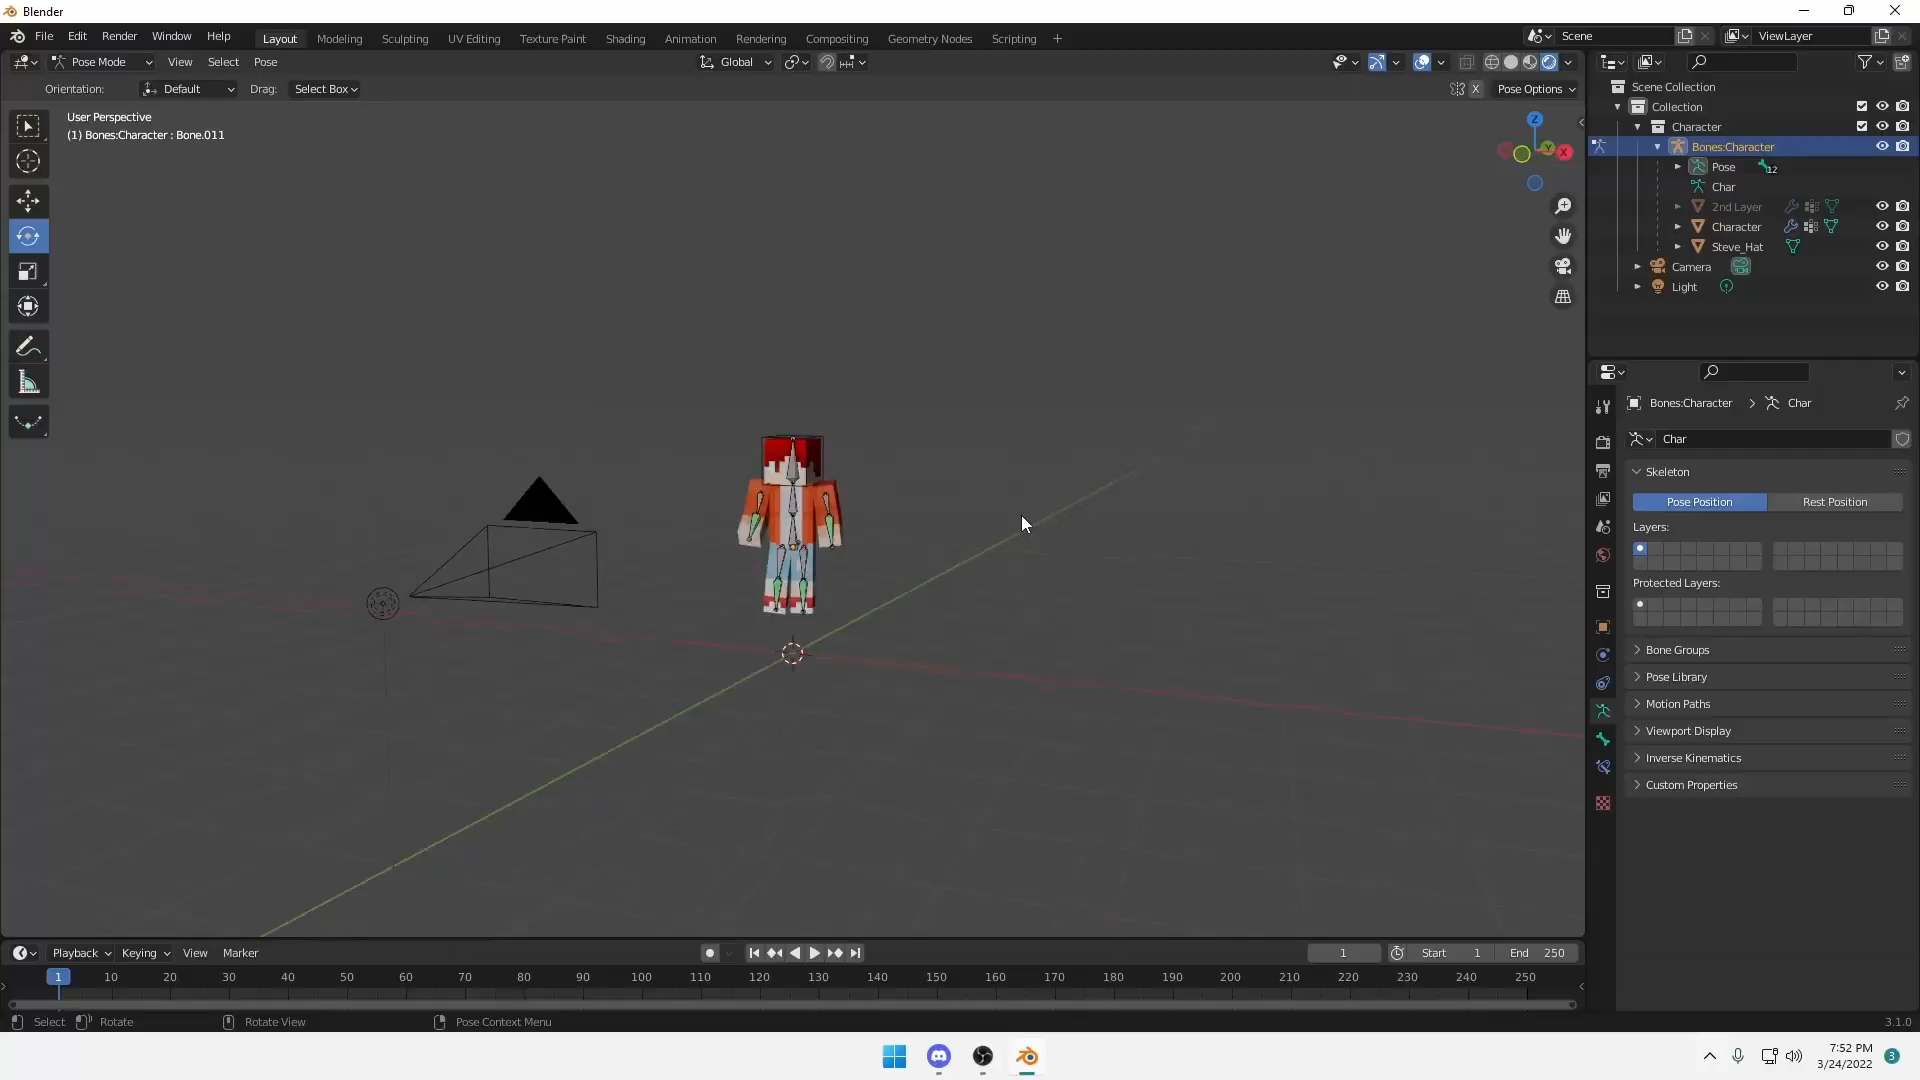 Blender
File Edit Render Window Help Layout Modeling Sculpting UV Editing Texture Paint Shading Animation Rendering Compositing Geometry Nodes Scripting + Scene ViewLayer
Pose Mode View Select Pose Global
Orientation: Default Drag: Select Box X Pose Options
User Perspective
(1) Bones:Character : Bone.011
Z
Y
X
Scene Collection
Collection
Character
Bones:Character
Pose 12
Char
2nd Layer
Character
Steve_Hat
Camera
Light
Bones:Character > Char
Char
Skeleton
Pose Position Rest Position
Layers:
Protected Layers:
Bone Groups
Pose Library
Motion Paths
Viewport Display
Inverse Kinematics
Custom Properties
Playback Keying View Marker 1 Start 1 End 250
1 10 20 30 40 50 60 70 80 90 100 110 120 130 140 150 160 170 180 190 200 210 220 230 240 250
Select Rotate Rotate View Pose Context Menu 3.1.0
7:52 PM
3/24/2022
3